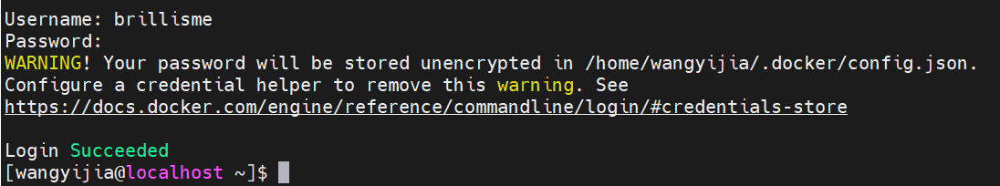 Username: brillisme
Password:
WARNING! Your password will be stored unencrypted in /home/wangyijia/.docker/config.json.
Configure a credential helper to remove this warning. See
https://docs.docker.com/engine/reference/commandline/login/#credentials-store
Login Succeeded
[wangyijia@localhost ~]$